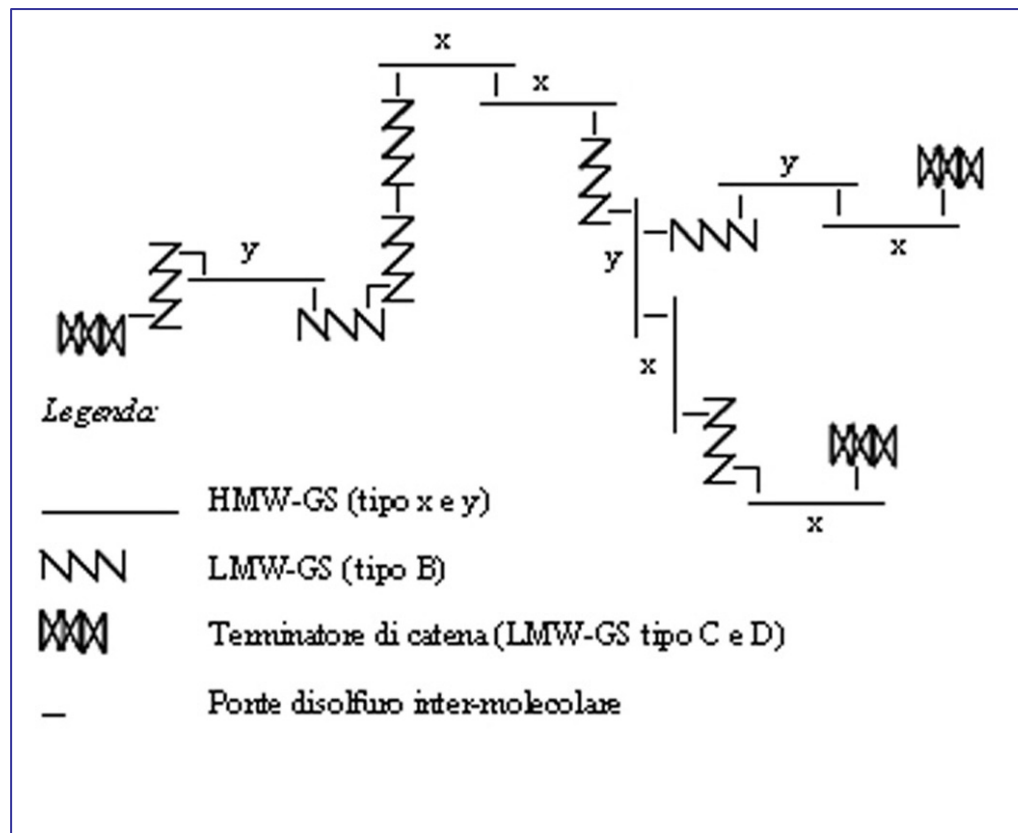 x
x
y
y
y
x
x
x
Legenda:
HMW-GS (tipo x e y)
LMW-GS (tipo B)
Terminatore di catena (LMW-GS tipo C e D)
Ponte disolfuro inter-molecolare